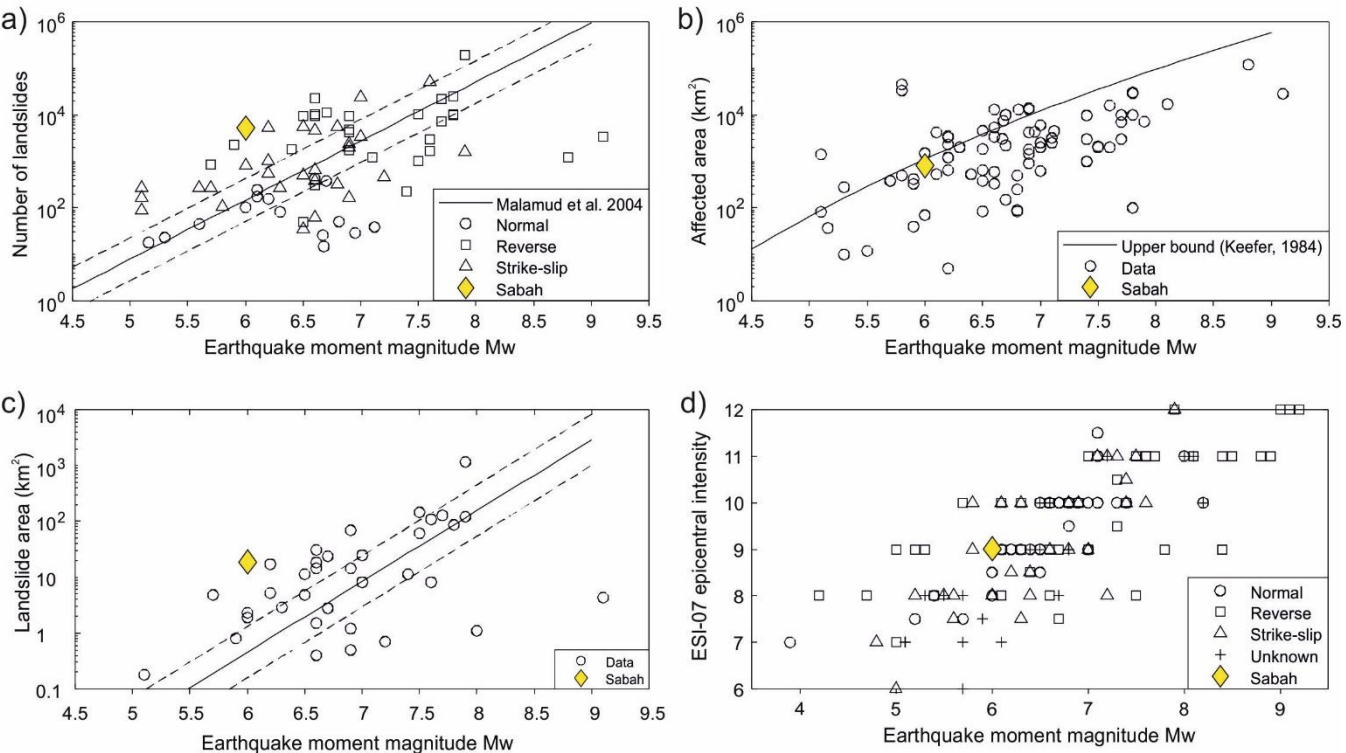 a)
Number of landslides
10^6
10^4
10^2
10^0
4.5 5 5.5 6 6.5 7 7.5 8 8.5 9 9.5
Earthquake moment magnitude Mw
Malamud et al. 2004
Normal
Reverse
Strike-slip
Sabah
b)
Affected area (km²)
10^6
10^4
10^2
10^0
4.5 5 5.5 6 6.5 7 7.5 8 8.5 9 9.5
Earthquake moment magnitude Mw
Upper bound (Keefer, 1984)
Data
Sabah
c)
Landslide area (km²)
10^4
10^3
10^2
10
1
0.1
4.5 5 5.5 6 6.5 7 7.5 8 8.5 9 9.5
Earthquake moment magnitude Mw
Data
Sabah
d)
ESI-07 epicentral intensity
12
11
10
9
8
7
6
4 5 6 7 8 9
Earthquake moment magnitude Mw
Normal
Reverse
Strike-slip
Unknown
Sabah